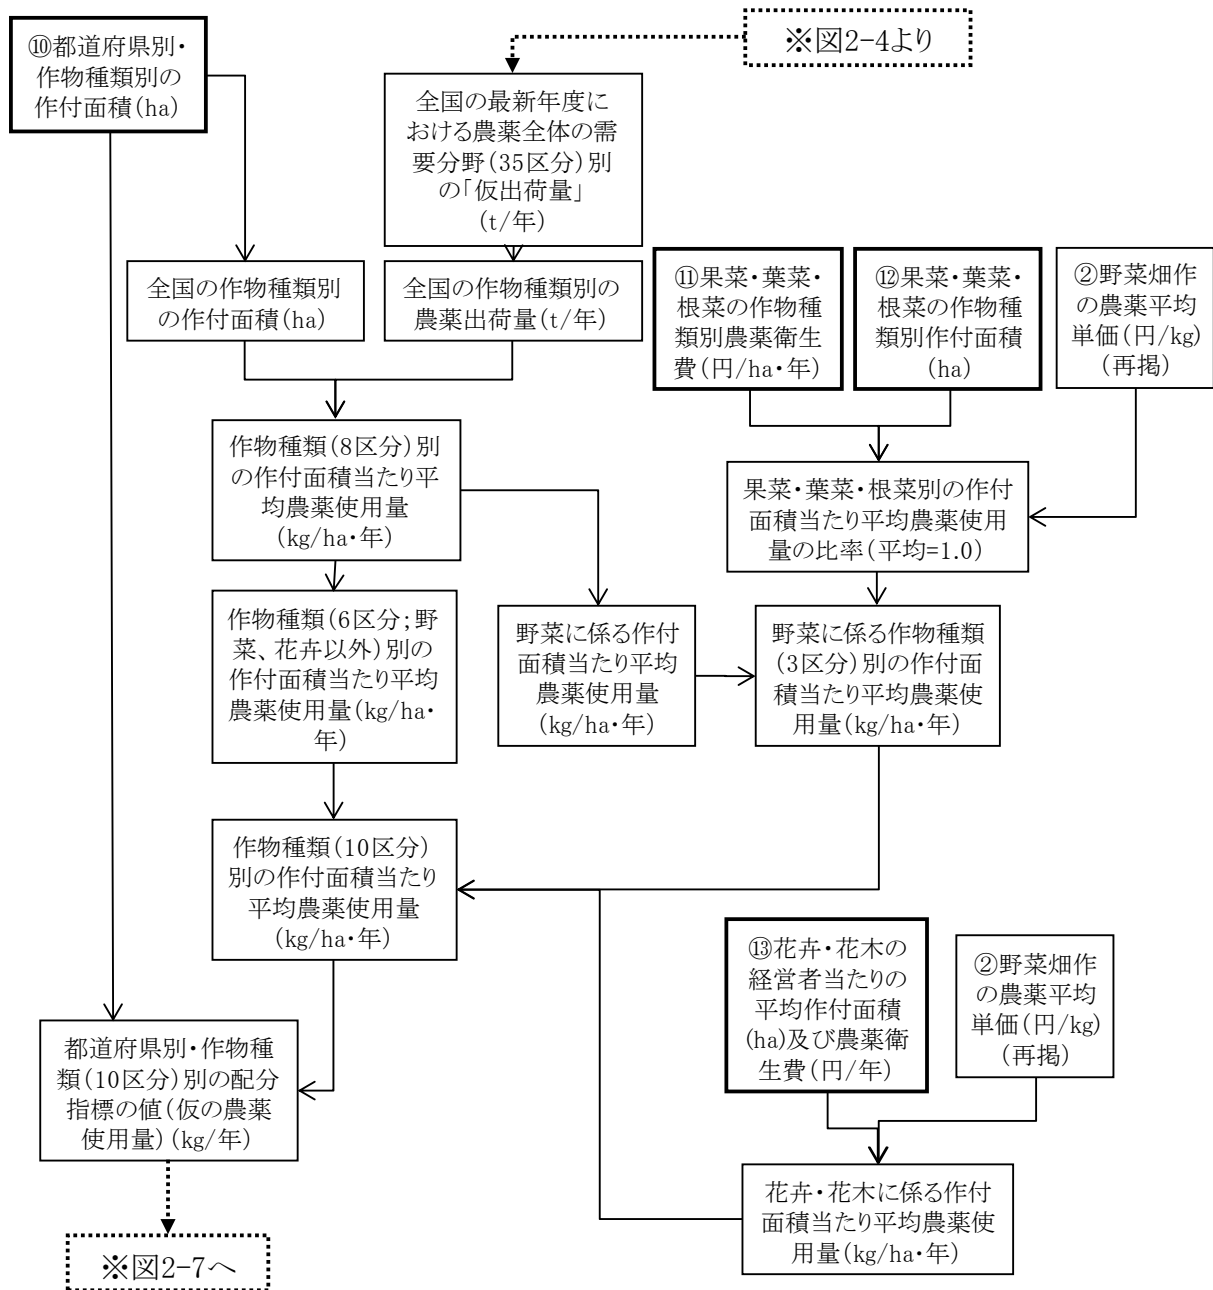 ⑩都道府県別・
作物種類別の
作付面積(ha)
※図2-4より
全国の最新年度に
おける農薬全体の需
要分野(35区分)別
の「仮出荷量」
(t/年)
全国の作物種類別
の作付面積(ha)
全国の作物種類別の
農薬出荷量(t/年)
⑪果菜・葉菜・
根菜の作物種
類別農薬衛生
費(円/ha・年)
⑫果菜・葉菜・
根菜の作物種
類別作付面積
(ha)
②野菜畑作
の農薬平均
単価(円/kg)
(再掲)
作物種類(8区分)別
の作付面積当たり平
均農薬使用量
(kg/ha・年)
果菜・葉菜・根菜別の作付
面積当たり平均農薬使用
量の比率(平均=1.0)
作物種類(6区分;野
菜、花卉以外)別の
作付面積当たり平均
農薬使用量(kg/ha・
年)
野菜に係る作付
面積当たり平均
農薬使用量
(kg/ha・年)
野菜に係る作物種類
(3区分)別の作付面
積当たり平均農薬使
用量(kg/ha・年)
作物種類(10区分)
別の作付面積当たり
平均農薬使用量
(kg/ha・年)
⑬花卉・花木の
経営者当たりの
平均作付面積
(ha)及び農薬衛
生費(円/年)
②野菜畑作
の農薬平均
単価(円/kg)
(再掲)
都道府県別・作物種
類(10区分)別の配分
指標の値(仮の農薬
使用量)(kg/年)
花卉・花木に係る作付
面積当たり平均農薬使
用量(kg/ha・年)
※図2-7へ